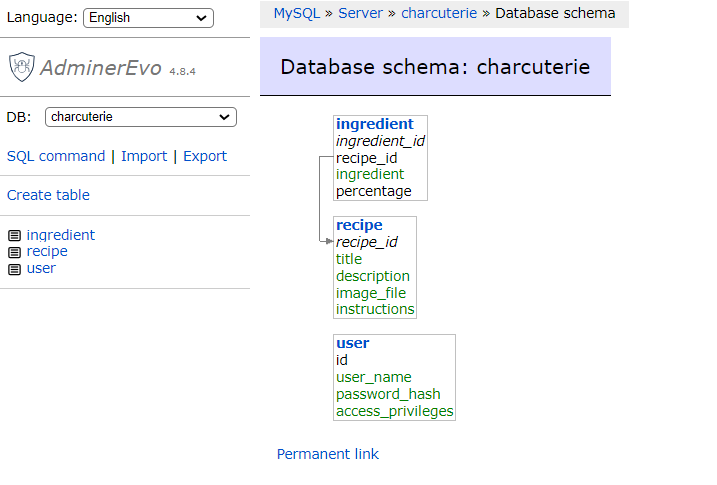 Language: English
MySQL » Server » charcuterie » Database schema
AdminerEvo 4.8.4
Database schema: charcuterie
DB: charcuterie
SQL command | Import | Export
Create table
ingredient
recipe
user
ingredient
ingredient_id
recipe_id
ingredient
percentage
recipe
recipe_id
title
description
image_file
instructions
user
id
user_name
password_hash
access_privileges
Permanent link